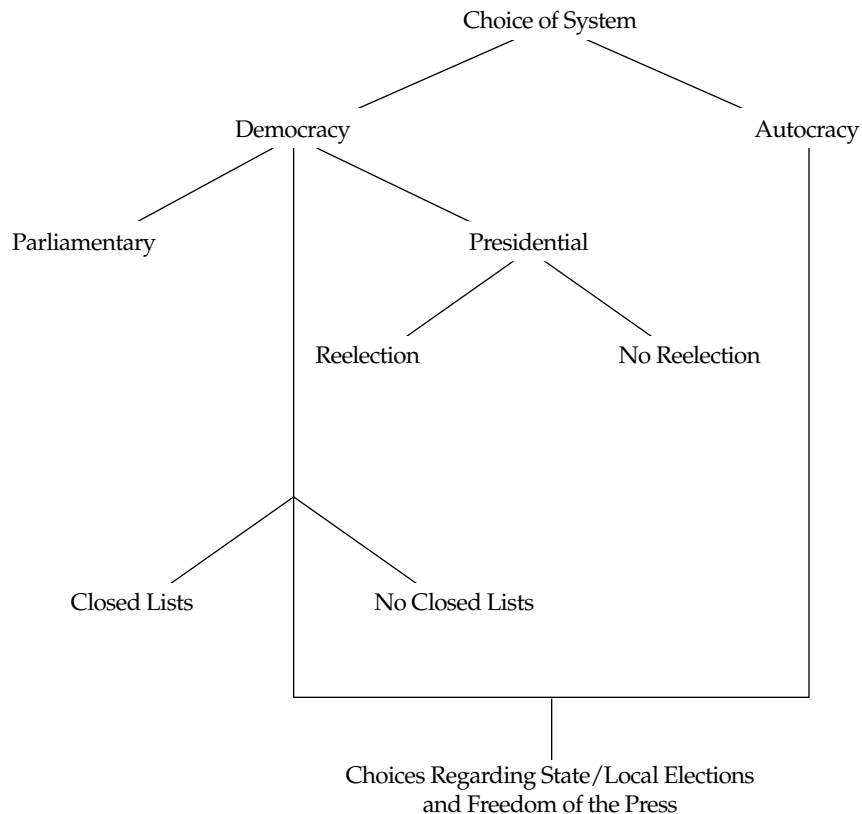 Choice of System
Democracy
Autocracy
Parliamentary
Presidential
Reelection
No Reelection
Closed Lists
No Closed Lists
Choices Regarding State/Local Elections
and Freedom of the Press